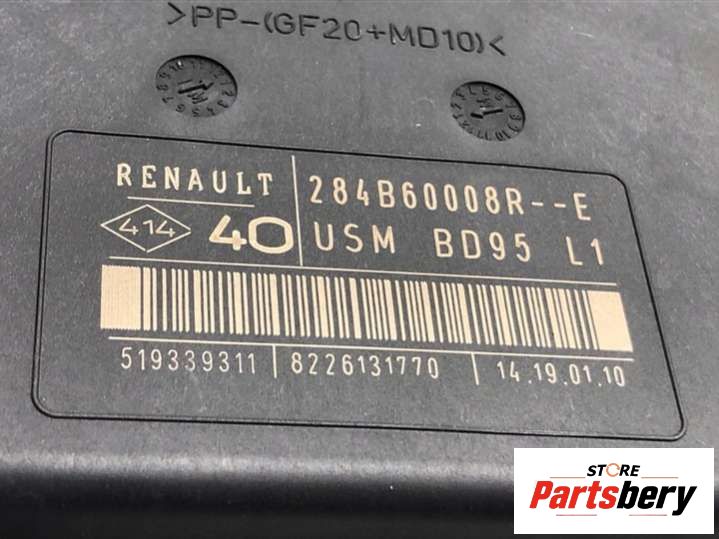 >PP-(GF20+MD10)<
RENAULT 284B60008R--E
414 40 USM BD95 L1
519339311 8226131770 14.19.01.10
STORE
Partsbery